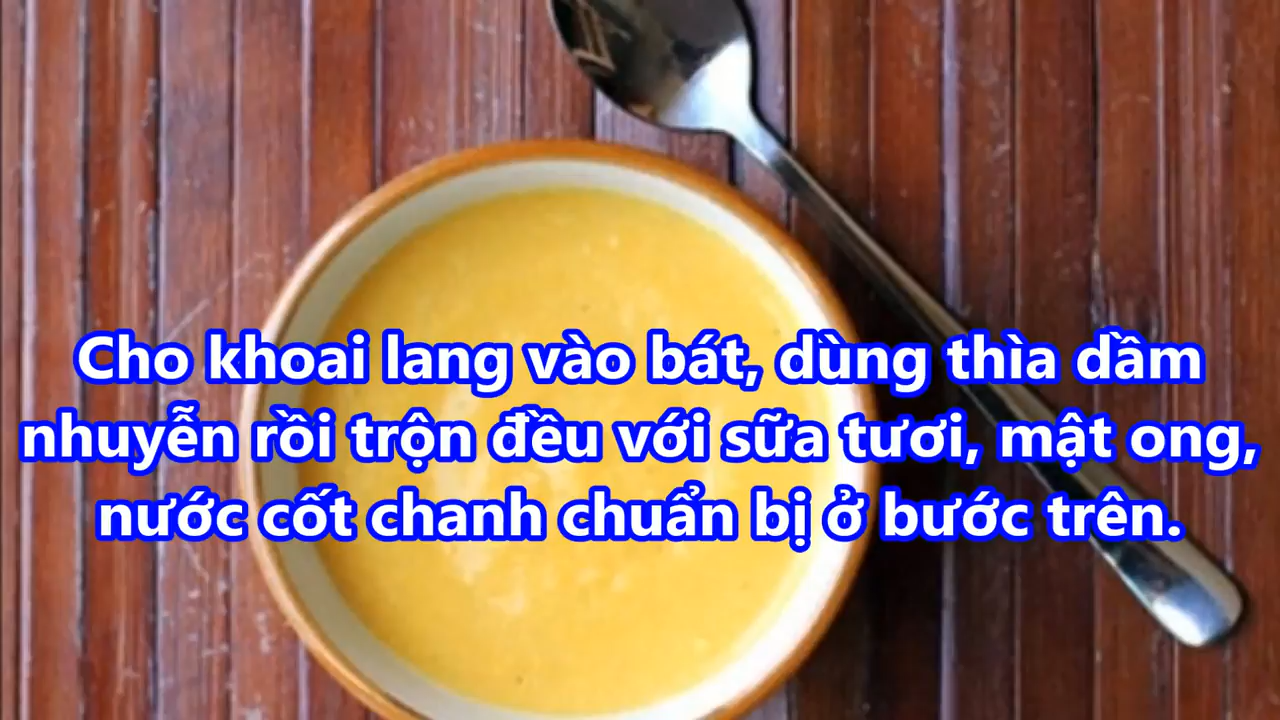 Cho khoai lang vào bát, dùng thìa dầm
nhuyễn rồi trộn đều với sữa tươi, mật ong,
nước cốt chanh chuẩn bị ở bước trên.